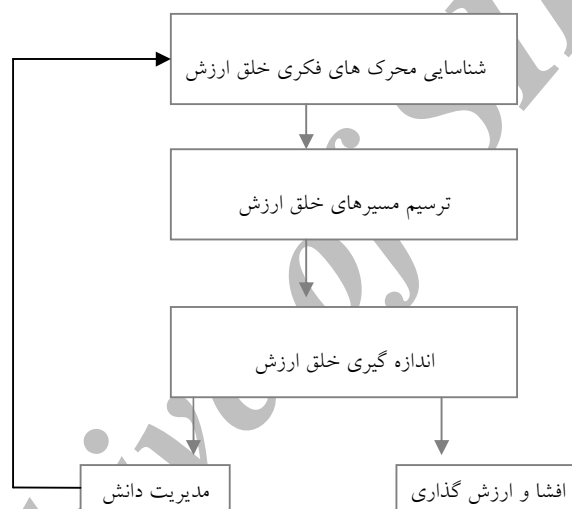 شناسایی محرک های فکری خلق ارزش
ترسیم مسیرهای خلق ارزش
اندازه گیری خلق ارزش
افشا و ارزش گذاری
مدیریت دانش